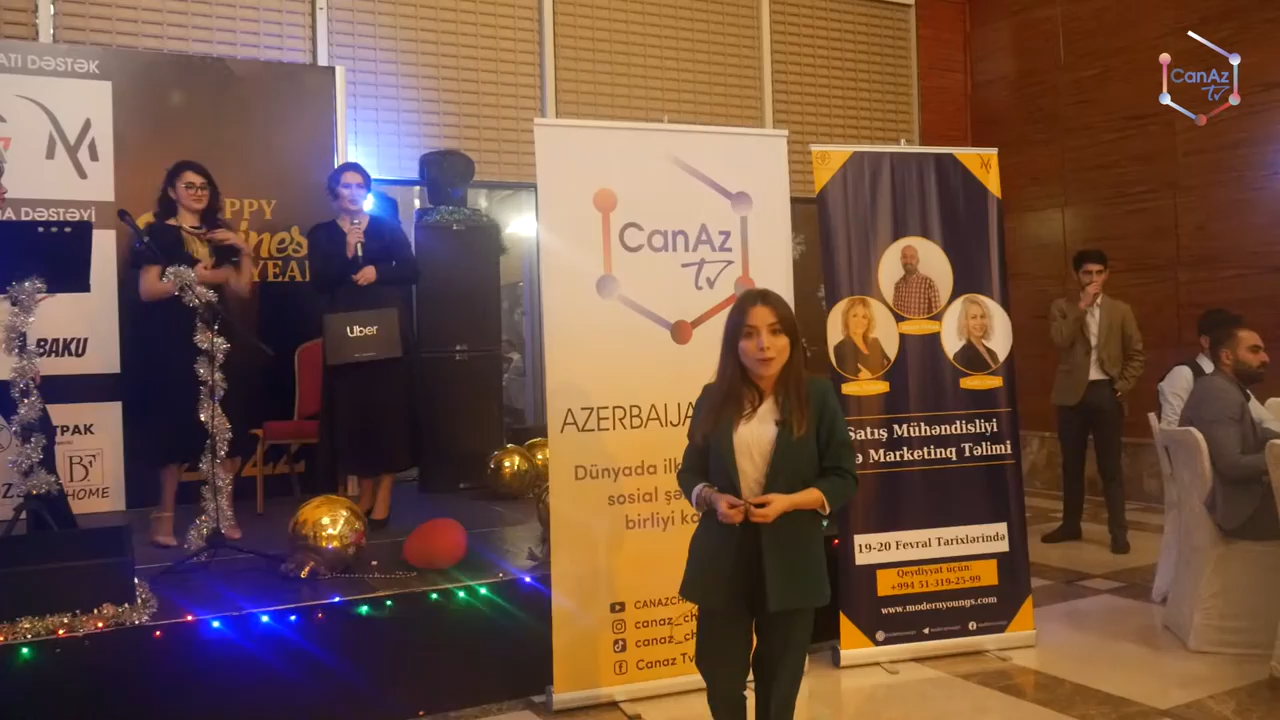 ATI DƏSTƏK
MA DƏSTƏYİ
BAKU
TPAK
HOME
PPY
YEAR
Uber
CanAz
tv
AZERBAIJA
Dünyada ilk
sosial şə
birliyi ka
CANAZCH
canaz_ch
canaz_ch
Canaz Tv
Satış Mühəndisliyi
ə Marketinq Təlimi
19-20 Fevral Tarixlərində
Qeydiyyat üçün:
+994 51-319-25-99
www.modernyoungs.com
CanAz
tv